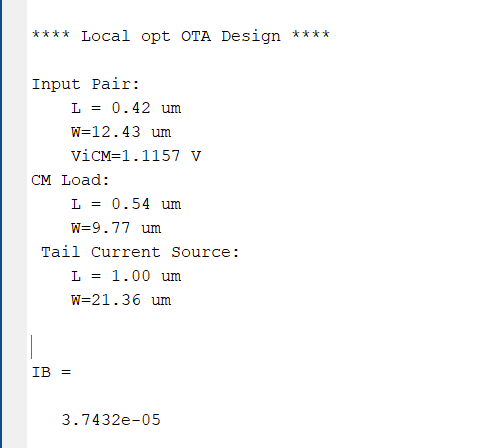 **** Local opt OTA Design ****
Input Pair:
L = 0.42 um
W=12.43 um
ViCM=1.1157 V
CM Load:
L = 0.54 um
W=9.77 um
Tail Current Source:
L = 1.00 um
W=21.36 um
IB =
3.7432e-05